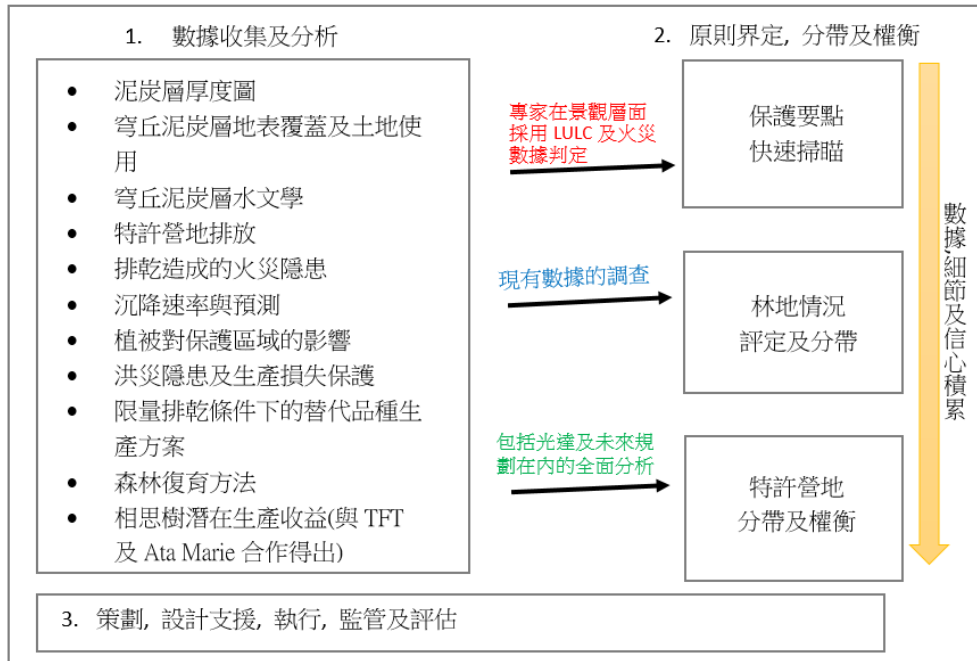 1. 數據收集及分析
• 泥炭層厚度圖
• 穹丘泥炭層地表覆蓋及土地使
用
• 穹丘泥炭層水文學
• 特許營地排放
• 排乾造成的火災隱患
• 沉降速率與預測
• 植被對保護區域的影響
• 洪災隱患及生產損失保護
• 限量排乾條件下的替代品種生
產方案
• 森林復育方法
• 相思樹潛在生產收益(與 TFT
及 Ata Marie 合作得出)
專家在景觀層面
採用 LULC 及火災
數據判定
現有數據的調查
包括光達及未來規
劃在內的全面分析
2. 原則界定, 分帶及權衡
保護要點
快速掃瞄
林地情況
評定及分帶
特許營地
分帶及權衡
數據,細節及信心積累
3. 策劃, 設計支援, 執行, 監管及評估